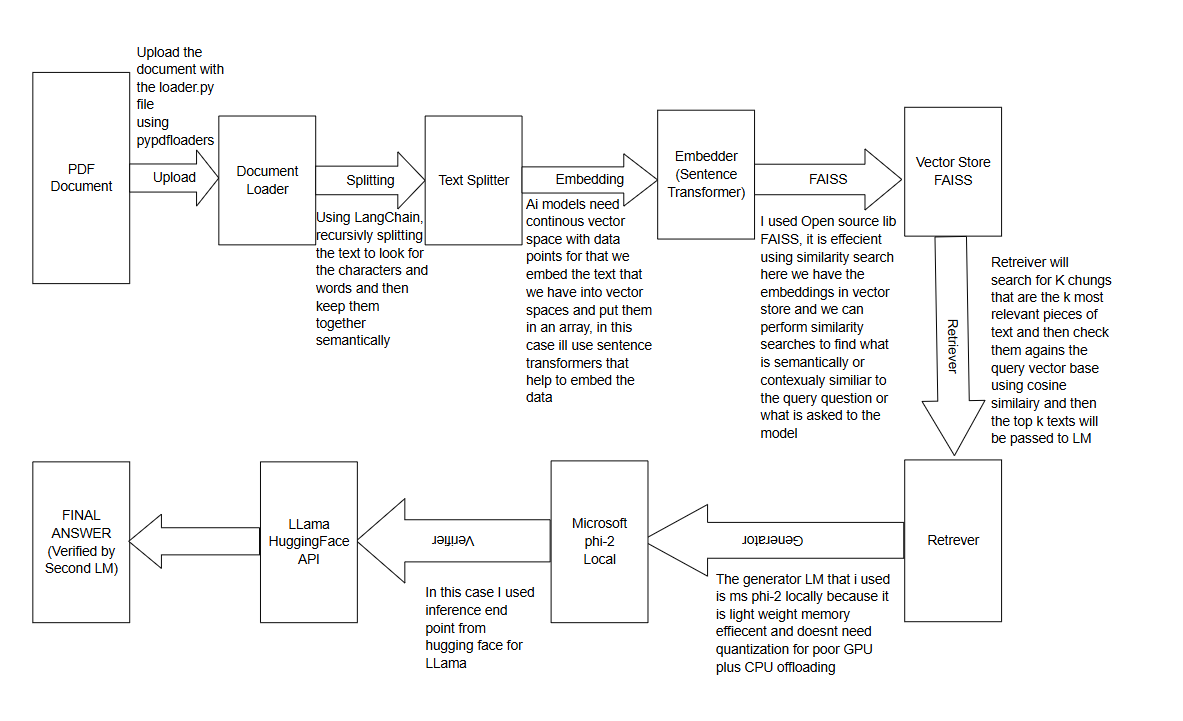 Upload the
document with
the loader.py
file
using
pypdfloaders
PDF
Document
Upload
Document
Loader
Splitting
Using LangChain,
recursivly splitting
the text to look for
the characters and
words and then
keep them
together
semantically
Text Splitter
Embedding
Ai models need
continous vector
space with data
points for that we
embed the text that
we have into vector
spaces and put them
in an array, in this
case ill use sentence
transformers that
help to embed the
data
Embedder
(Sentence
Transformer)
FAISS
I used Open source lib
FAISS, it is effecient
using similarity search
here we have the
embeddings in vector
store and we can
perform similarity
searches to find what
is semantically or
contexualy similiar to
the query question or
what is asked to the
model
Vector Store
FAISS
Retriever
Retreiver will
search for K chungs
that are the k most
relevant pieces of
text and then check
them agains the
query vector base
using cosine
similairy and then
the top k texts will
be passed to LM
Retrever
Generator
The generator LM that i used
is ms phi-2 locally because it
is light weight memory
effiecent and doesnt need
quantization for poor GPU
plus CPU offloading
Microsoft
phi-2
Local
Verifier
In this case I used
inference end
point from
hugging face for
LLama
LLama
HuggingFace
API
FINAL
ANSWER
(Verified by
Second LM)